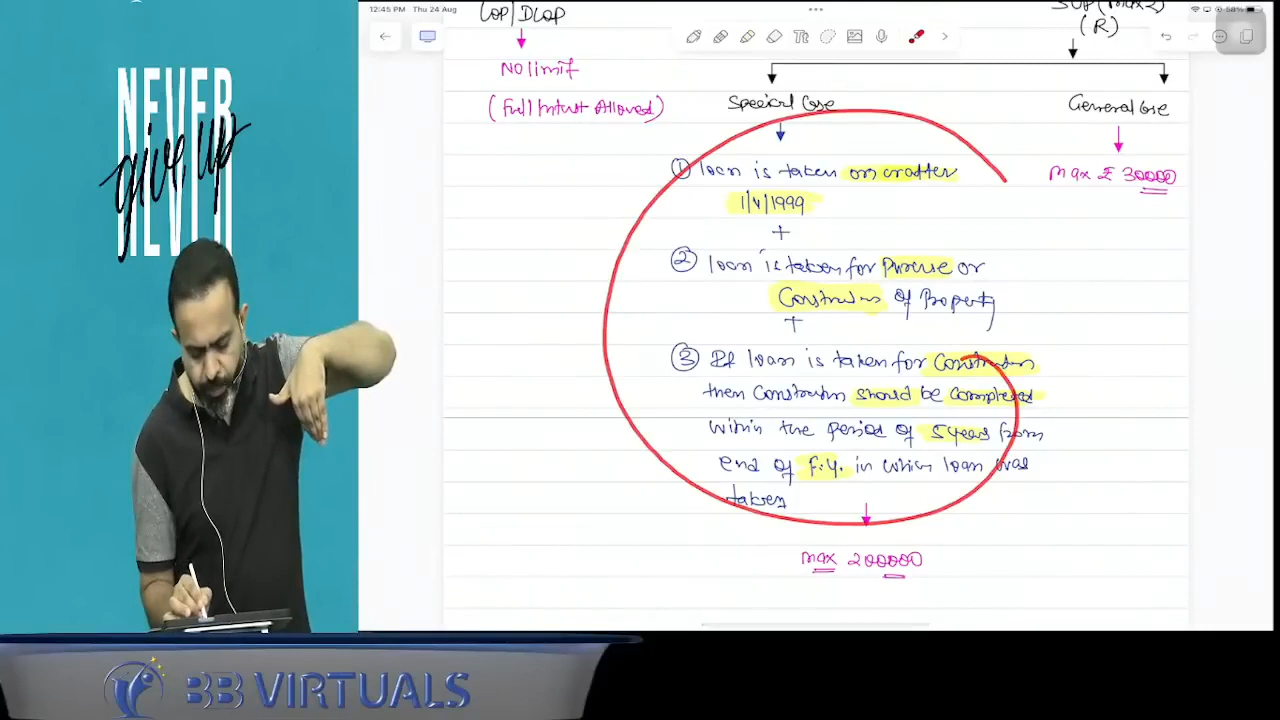 12:45 PM Thu 24 Aug
58%
LOP/DLOP
SOP (max 2)
(R)
No limit
(Full Intrest Allowed)
Special Case
General Case
Max ₹ 30000
① loan is taken on or after
1/4/1999
+
② loan is taken for Purchase or
Construction of Property
+
③ If loan is taken for Construction
then Construction should be completed
within the period of 5 years from
end of F.Y. in which loan was
taken
max 200000
NEVER
give up
NEVER
BB VIRTUALS